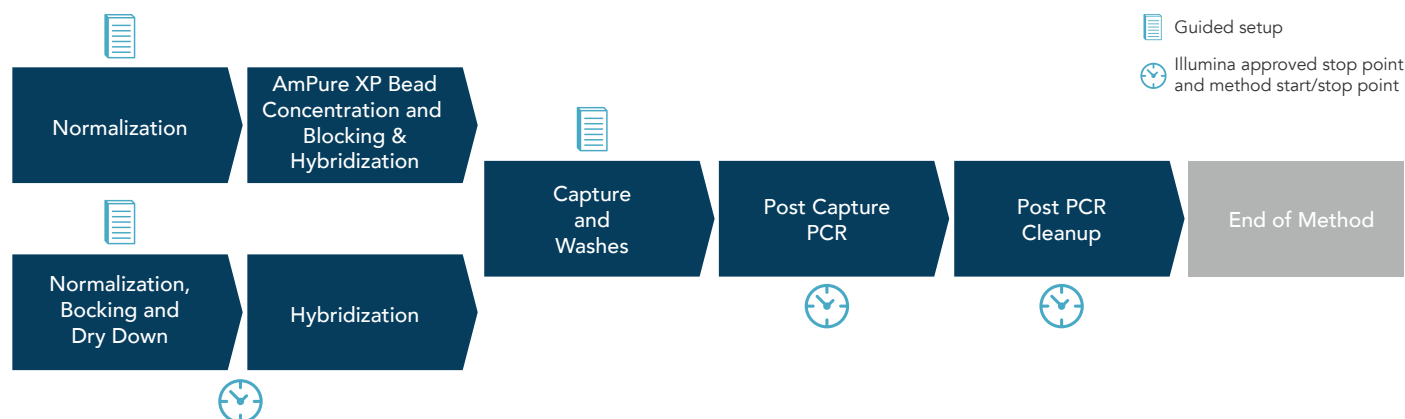 Guided setup
Illumina approved stop point
and method start/stop point
Normalization
AmPure XP Bead
Concentration and
Blocking &
Hybridization
Capture
and
Washes
Post Capture
PCR
Post PCR
Cleanup
End of Method
Normalization,
Bocking and
Dry Down
Hybridization